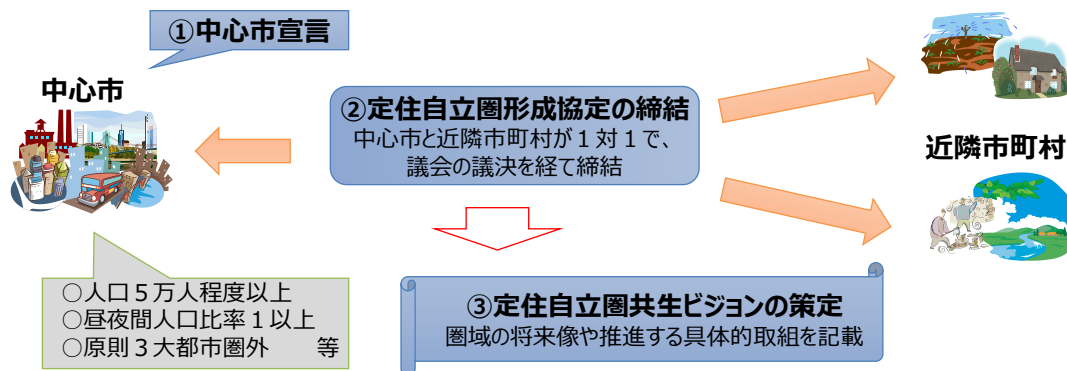 ①中心市宣言
中心市
②定住自立圏形成協定の締結
中心市と近隣市町村が１対１で、
議会の議決を経て締結
近隣市町村
○人口５万人程度以上
○昼夜間人口比率１以上
○原則３大都市圏外　　等
③定住自立圏共生ビジョンの策定
圏域の将来像や推進する具体的取組を記載